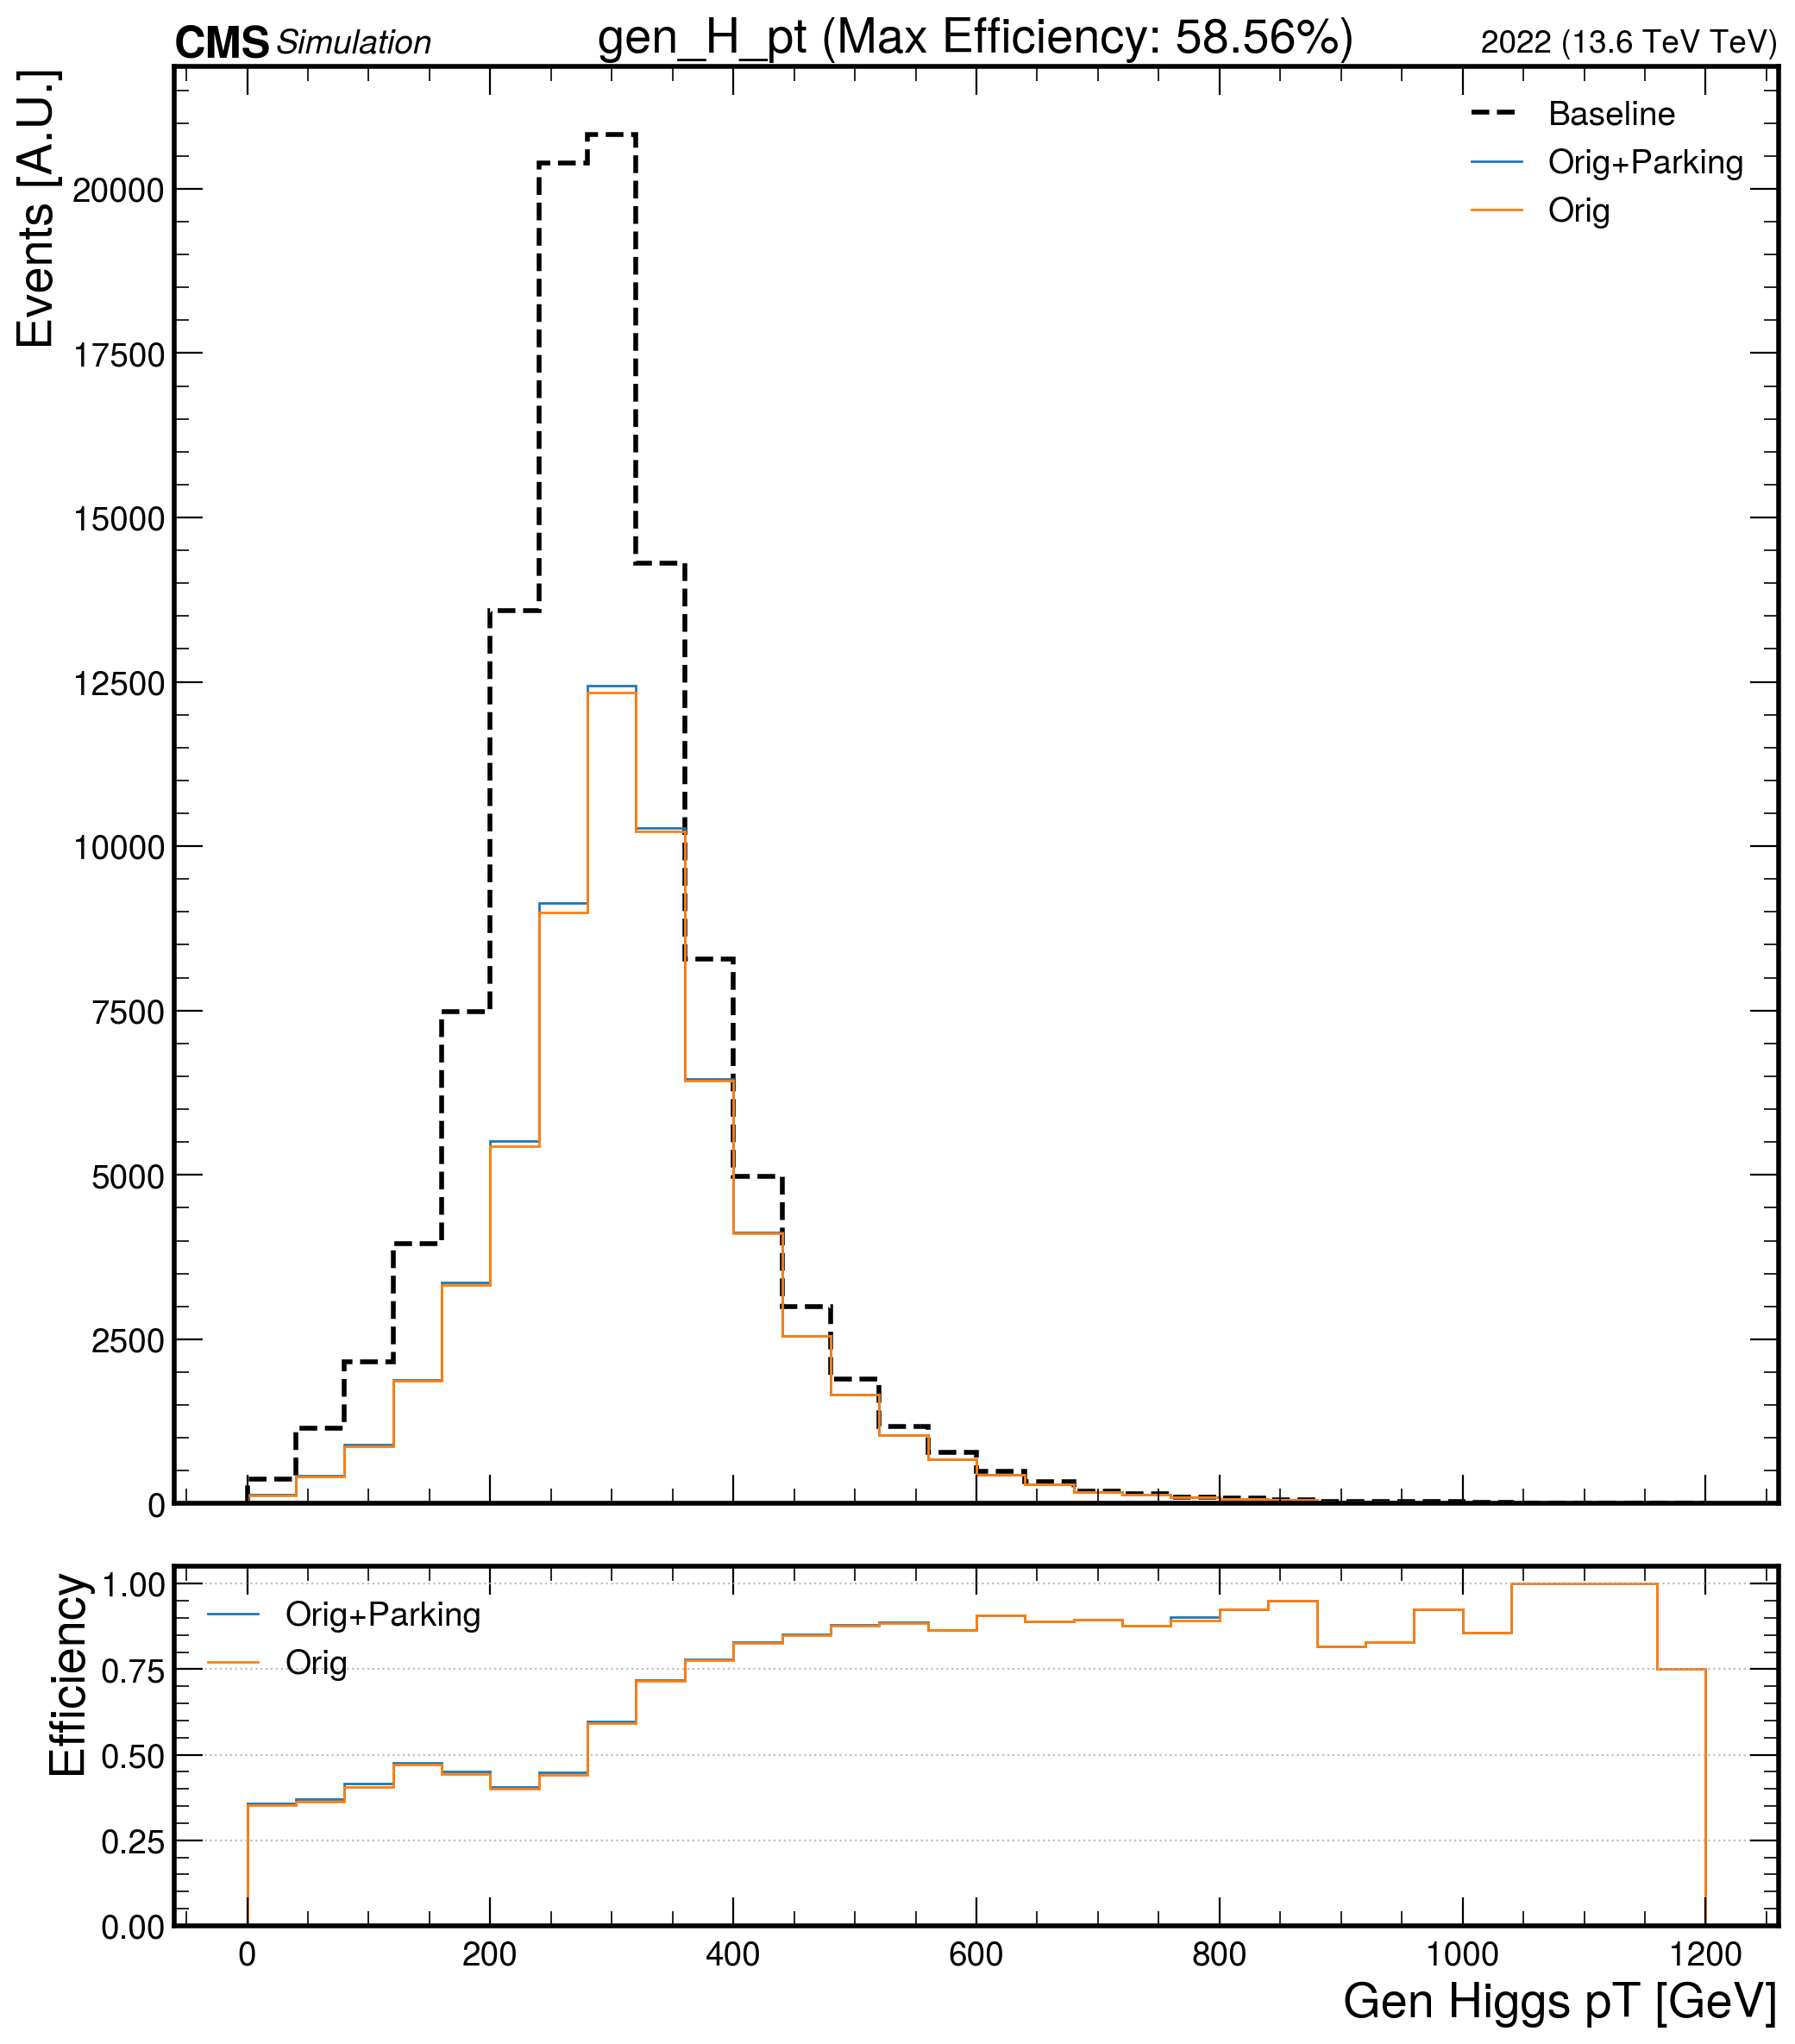 CMS Simulation
gen_H_pt (Max Efficiency: 58.56%)
2022 (13.6 TeV TeV)
Events [A.U.]
Baseline
Orig+Parking
Orig
20000
17500
15000
12500
10000
7500
5000
2500
0
Efficiency
Orig+Parking
Orig
1.00
0.75
0.50
0.25
0.00
0 200 400 600 800 1000 1200
Gen Higgs pT [GeV]